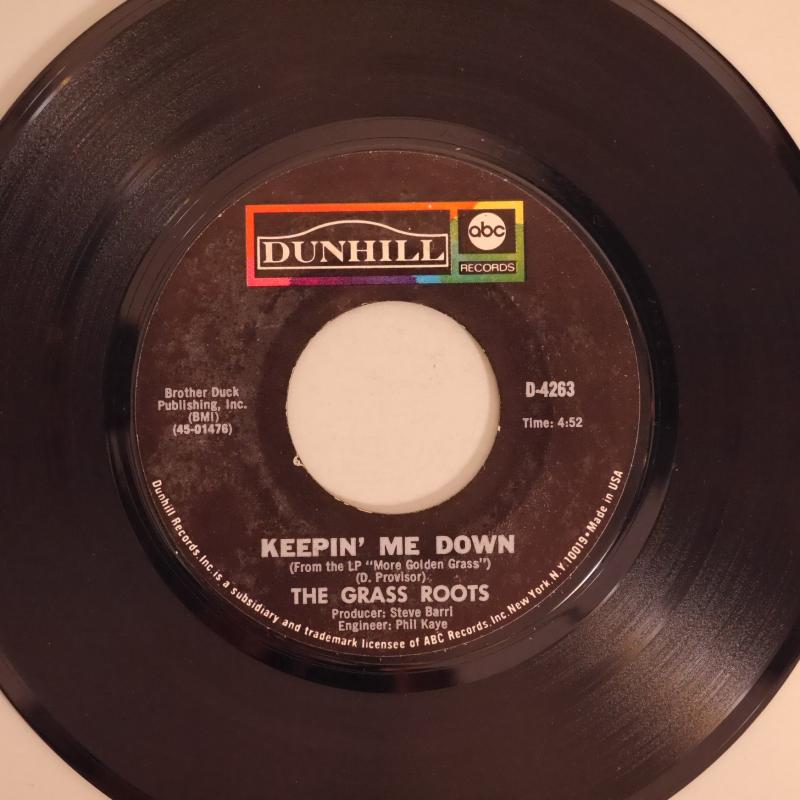 DUNHILL
abc
RECORDS
Brother Duck
Publishing, Inc.
(BMI)
(45-01476)
D-4263
Time: 4:52
KEEPIN' ME DOWN
(From the LP "More Golden Grass")
(D. Provisor)
THE GRASS ROOTS
Producer: Steve Barri
Engineer: Phil Kaye
Dunhill Records, Inc. is a subsidiary and trademark licensee of ABC Records, Inc. New York, N.Y. 10019 • Made in USA